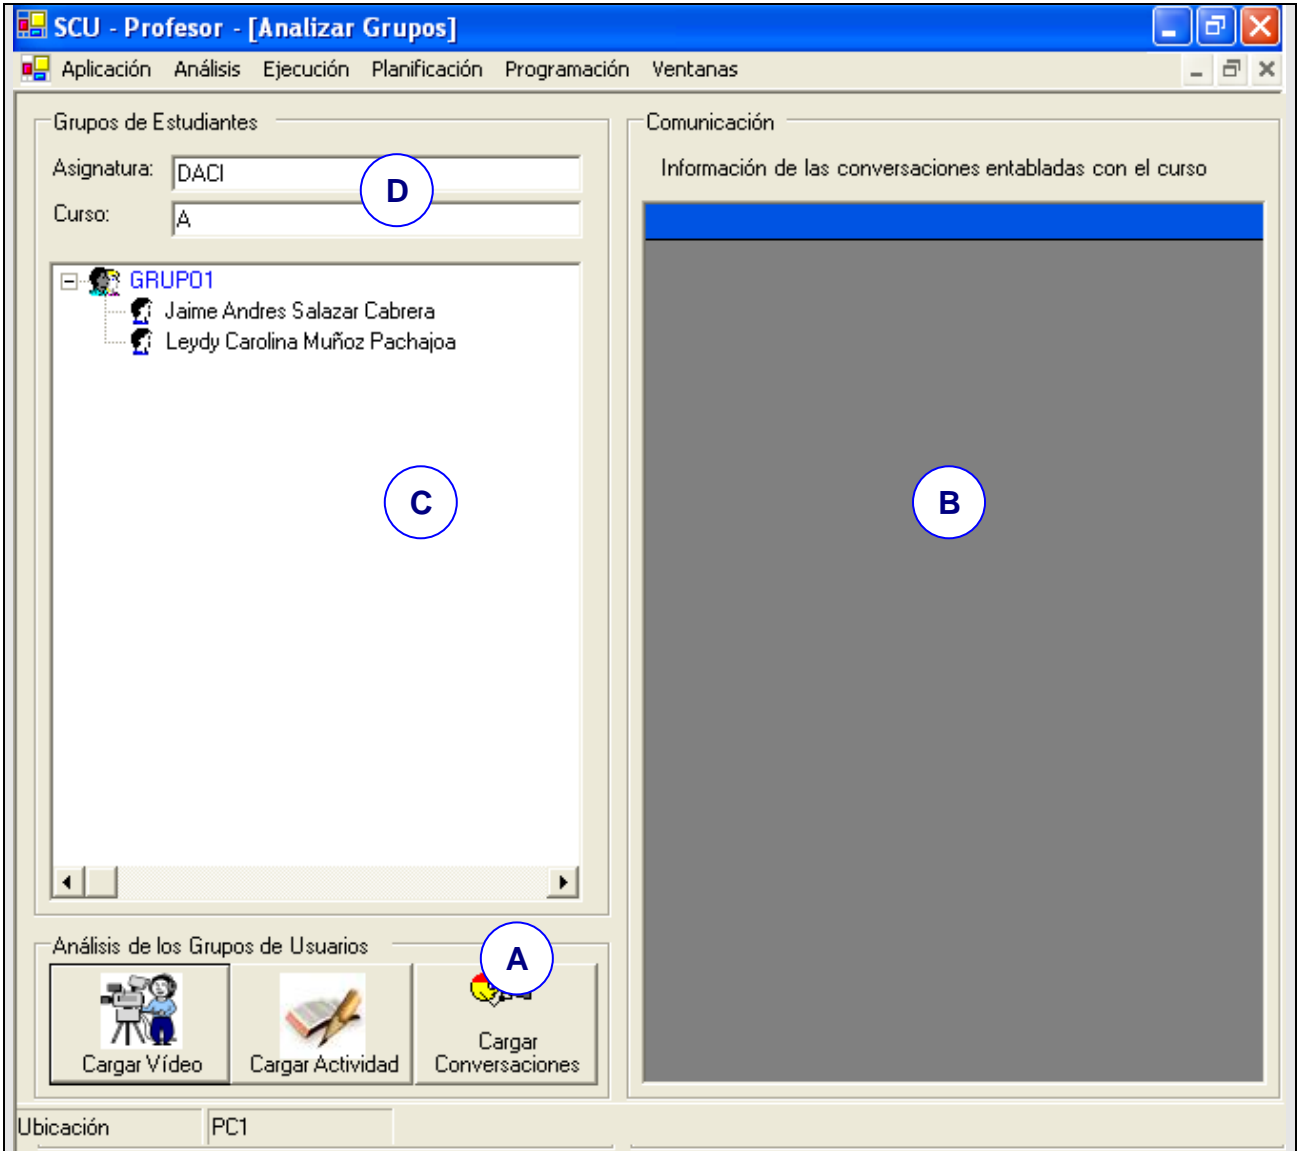 SCU - Profesor - [Analizar Grupos]
Aplicación Análisis Ejecución Planificación Programación Ventanas
Grupos de Estudiantes
Asignatura: DACI
D
Curso: A
GRUPO1
Jaime Andres Salazar Cabrera
Leydy Carolina Muñoz Pachajoa
C
Comunicación
Información de las conversaciones entabladas con el curso
B
Análisis de los Grupos de Usuarios
A
Cargar Vídeo
Cargar Actividad
Cargar
Conversaciones
Ubicación PC1